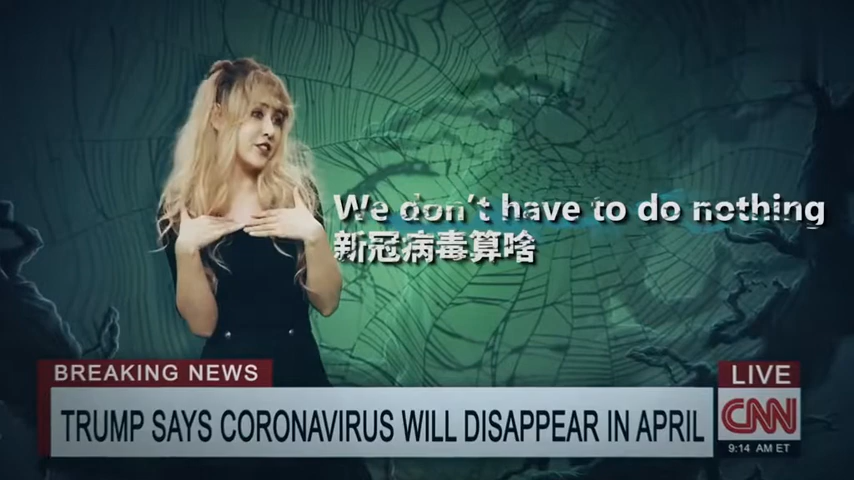 We don't have to do nothing
新冠病毒算啥
BREAKING NEWS
TRUMP SAYS CORONAVIRUS WILL DISAPPEAR IN APRIL
LIVE
CNN
9:14 AM ET